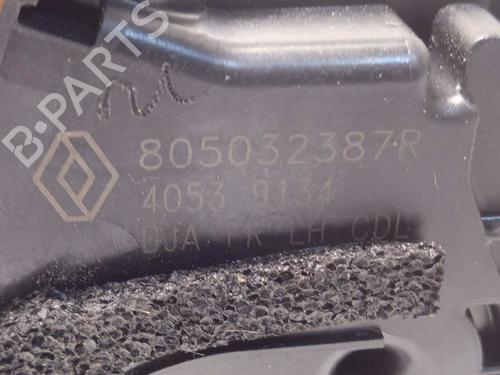 B-PARTS
805032387R
4053 9134
DJA FR LH CDL